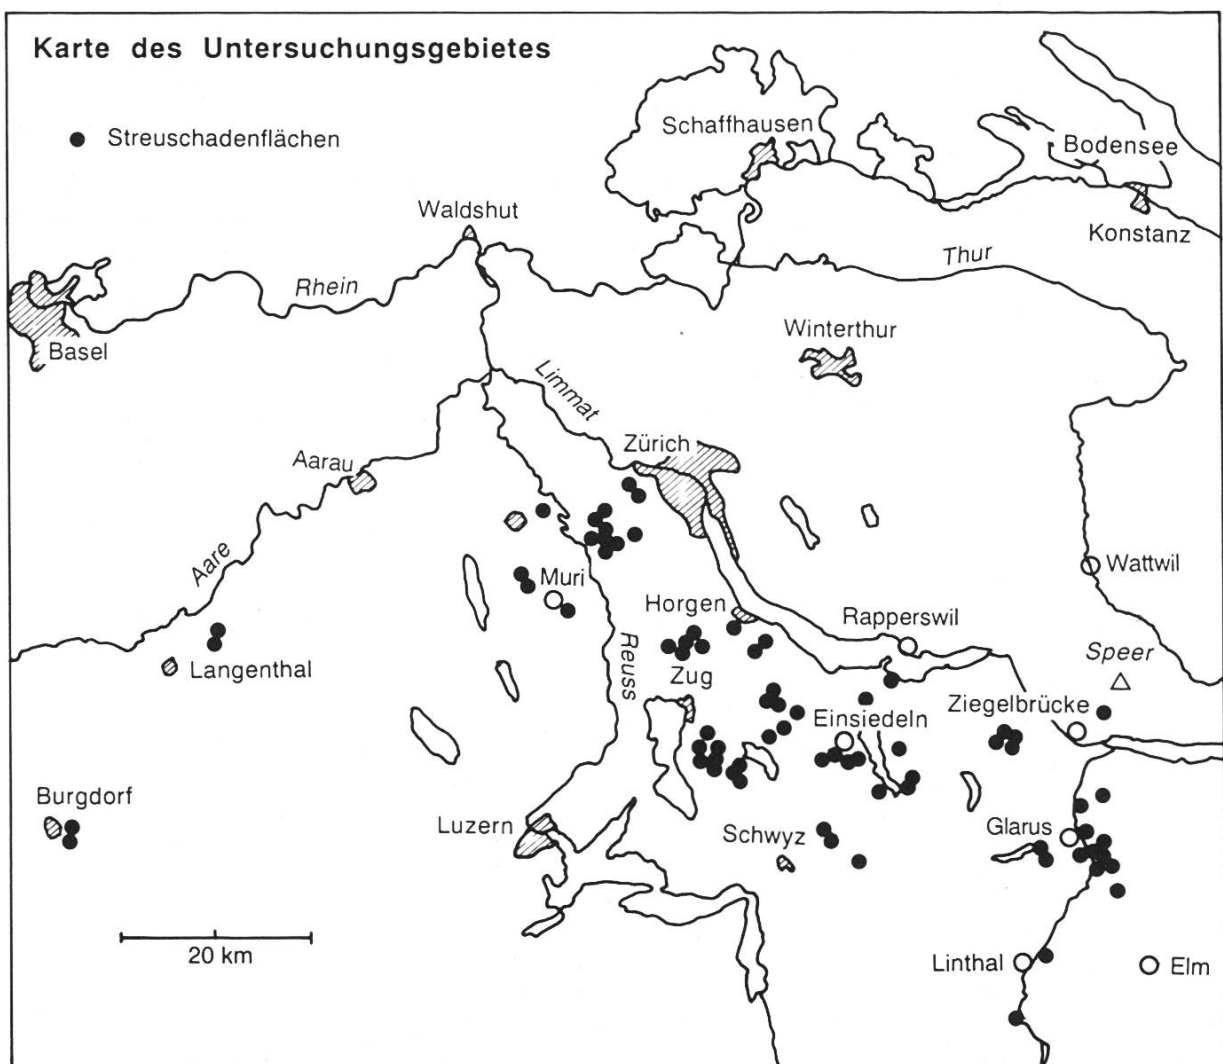 Karte des Untersuchungsgebietes
Streuschadenflächen
Schaffhausen
Bodensee
Waldshut
Konstanz
Thur
Rhein
Winterthur
Basel
Limmat
Zürich
Aarau
Aare
Wattwil
Muri
Horgen
Rapperswil
Reuss
Speer
Langenthal
Zug
Ziegelbrücke
Einsiedeln
Burgdorf
Luzern
Schwyz
Glarus
20 km
Linthal
Elm